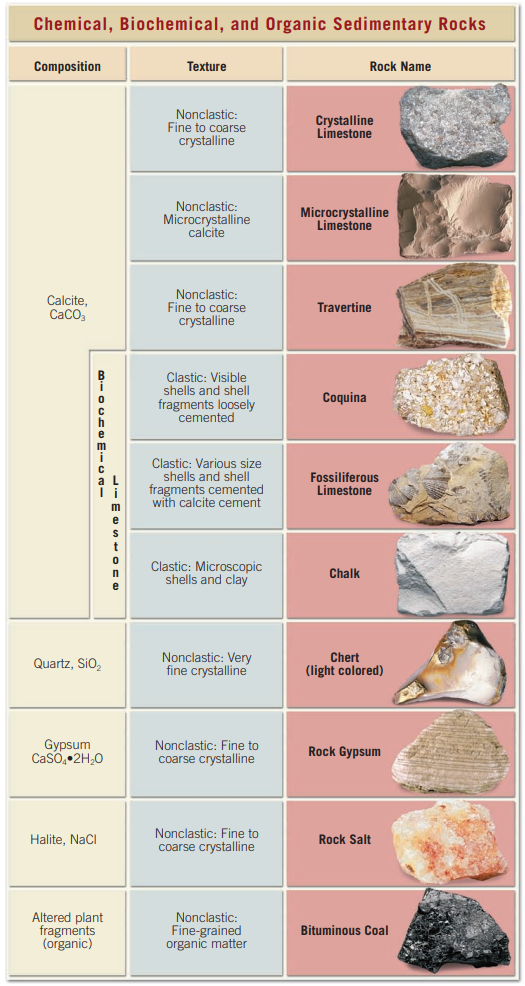 Chemical, Biochemical, and Organic Sedimentary Rocks
Composition
Texture
Rock Name
Calcite,
CaCO₃
Nonclastic:
Fine to coarse
crystalline
Crystalline
Limestone
Nonclastic:
Microcrystalline
calcite
Microcrystalline
Limestone
Nonclastic:
Fine to coarse
crystalline
Travertine
Biochemical
Limestone
Clastic: Visible
shells and shell
fragments loosely
cemented
Coquina
Clastic: Various size
shells and shell
fragments cemented
with calcite cement
Fossiliferous
Limestone
Clastic: Microscopic
shells and clay
Chalk
Quartz, SiO₂
Nonclastic: Very
fine crystalline
Chert
(light colored)
Gypsum
CaSO₄•2H₂O
Nonclastic: Fine to
coarse crystalline
Rock Gypsum
Halite, NaCl
Nonclastic: Fine to
coarse crystalline
Rock Salt
Altered plant
fragments
(organic)
Nonclastic:
Fine-grained
organic matter
Bituminous Coal